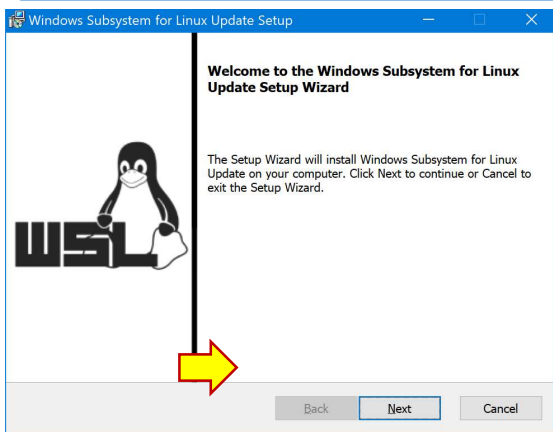 Windows Subsystem for Linux Update Setup
Welcome to the Windows Subsystem for Linux
Update Setup Wizard
The Setup Wizard will install Windows Subsystem for Linux
Update on your computer. Click Next to continue or Cancel to
exit the Setup Wizard.
WSL
Back Next Cancel